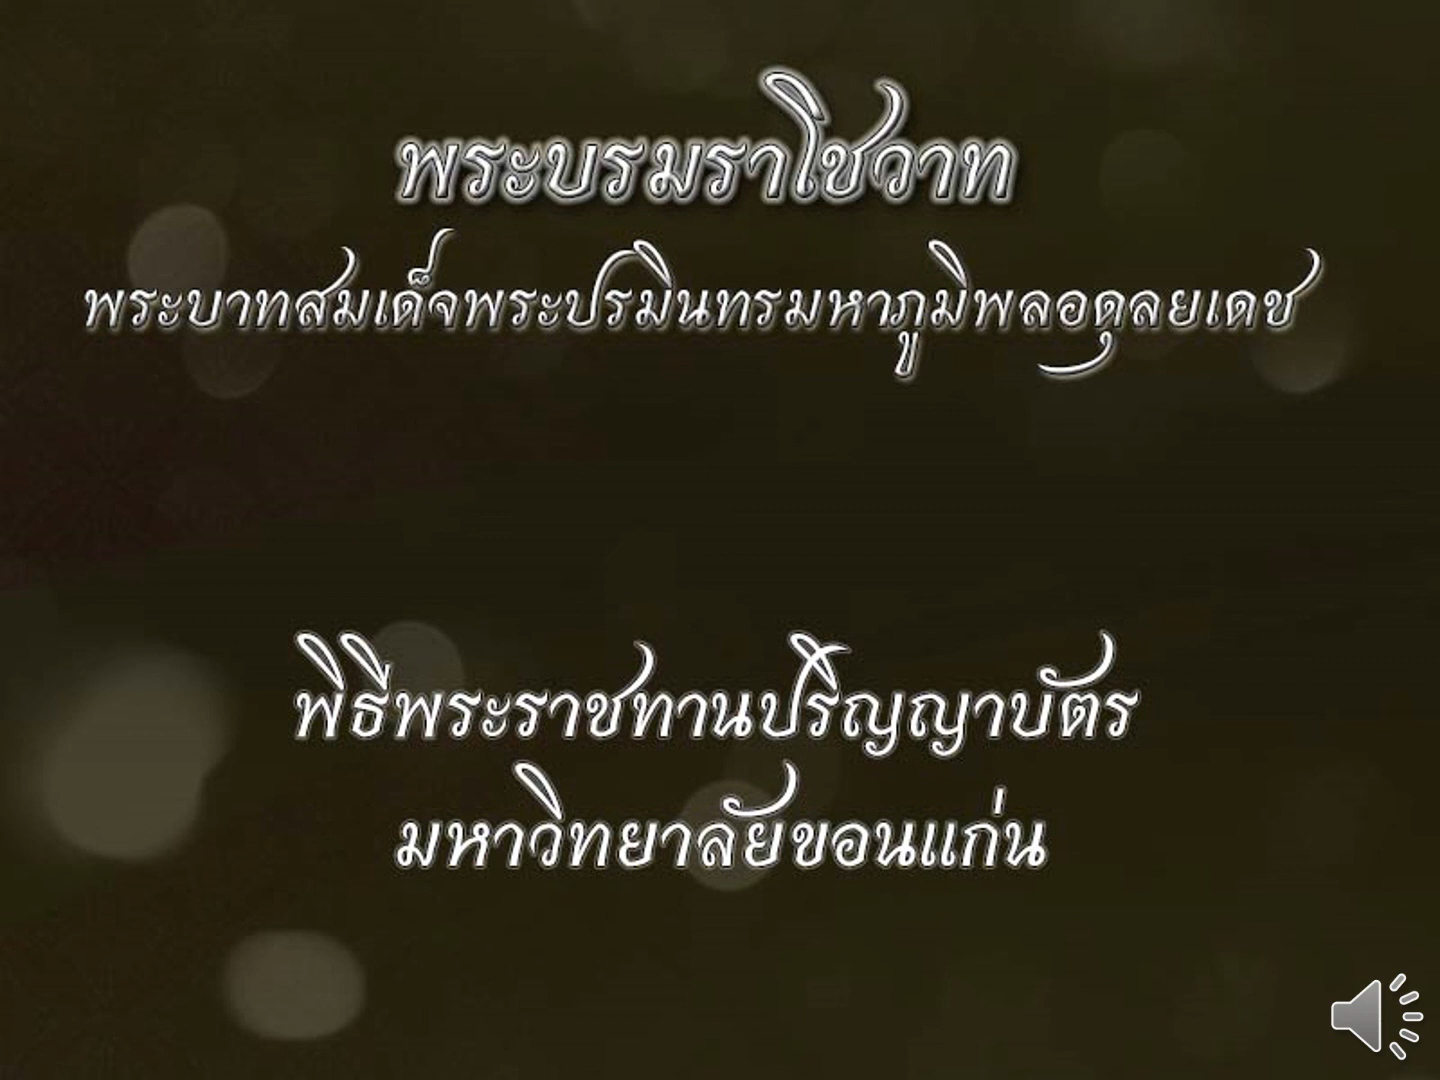 พระบรมราโชวาท
พระบาทสมเด็จพระปรมินทรมหาภูมิพลอดุลยเดช
พิธีพระราชทานปริญญาบัตร
มหาวิทยาลัยขอนแก่น